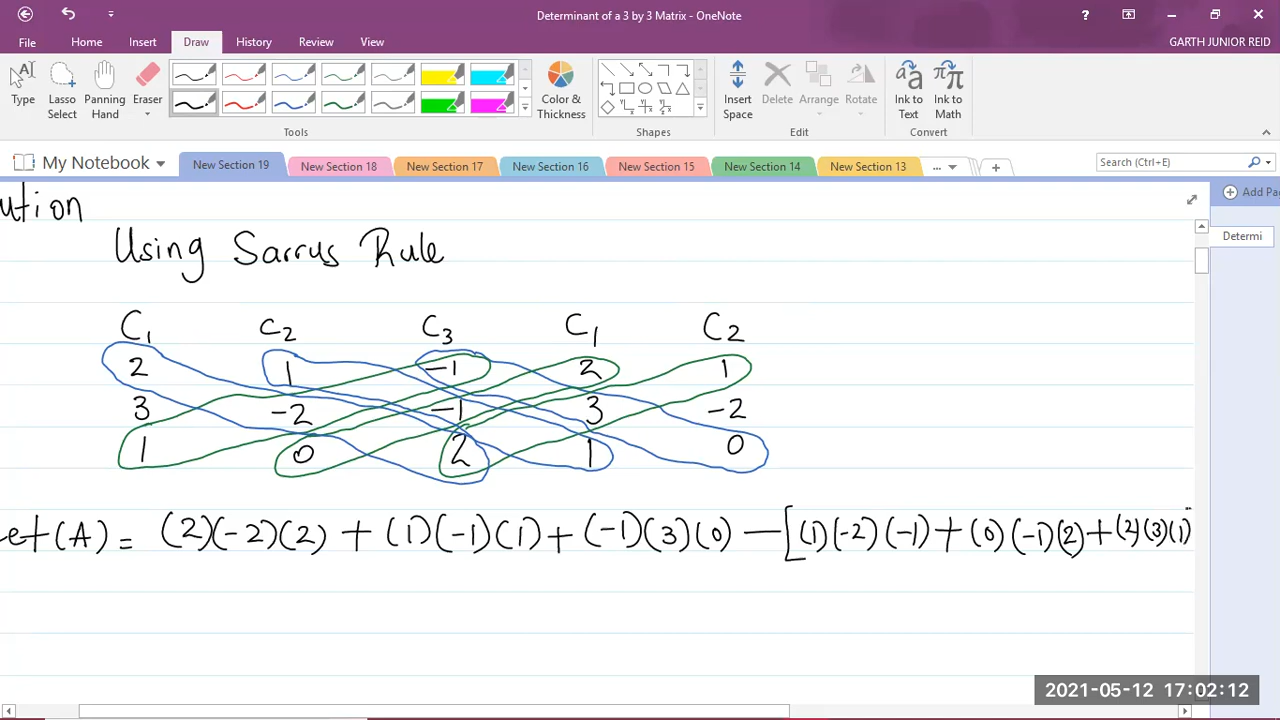 Determinant of a 3 by 3 Matrix - OneNote
?
File Home Insert Draw History Review View GARTH JUNIOR REID
Type Lasso Select Panning Hand Eraser Color & Thickness Insert Space Delete Arrange Rotate Ink to Text Ink to Math
Tools Shapes Edit Convert
My Notebook New Section 19 New Section 18 New Section 17 New Section 16 New Section 15 New Section 14 New Section 13 ... + Search (Ctrl+E)
Add Pa
Determi
ution
Using Sarrus Rule
C₁ C₂ C₃ C₁ C₂
2 1 -1 2 1
3 -2 -1 3 -2
1 0 2 1 0
et(A) = (2)(-2)(2) + (1)(-1)(1) + (-1)(3)(0) - [(1)(-2)(-1) + (0)(-1)(2) + (2)(3)(1)
2021-05-12 17:02:12